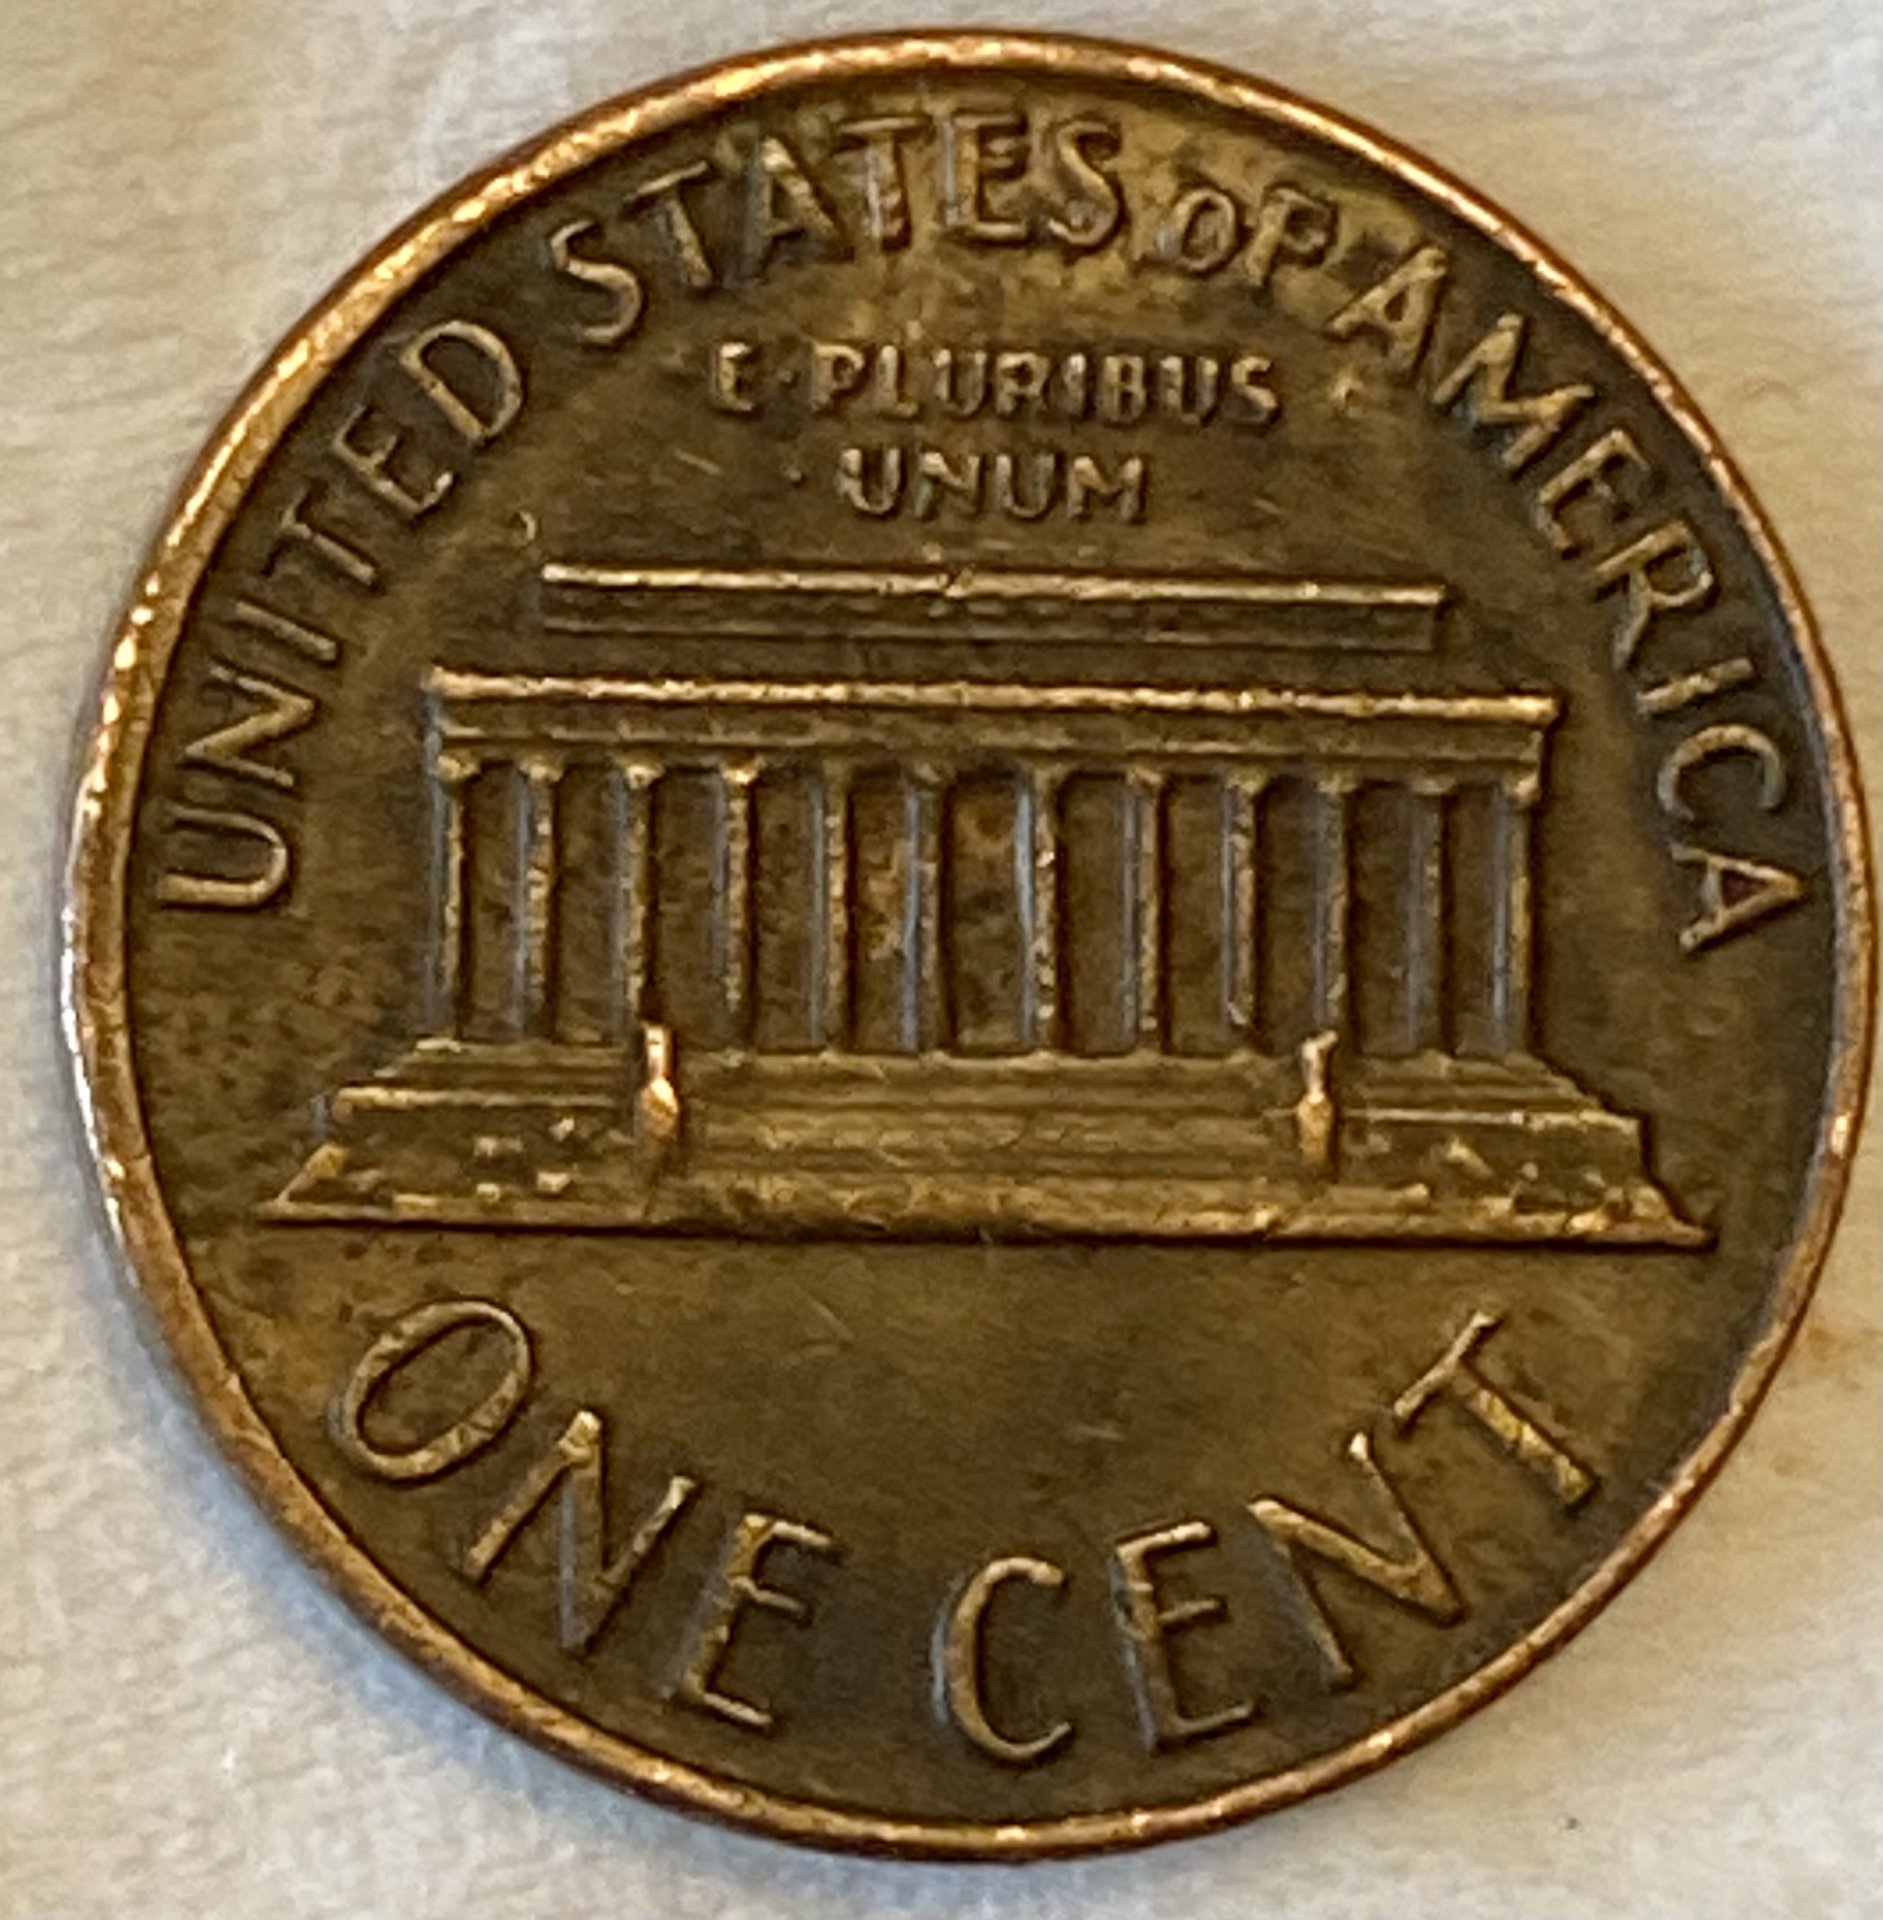 UNITED STATES OF AMERICA
E·PLURIBUS
UNUM
ONE CENT